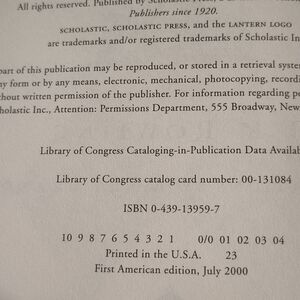 All rights reserved. Published by Scholastic Press, a
Publishers since 1920.
SCHOLASTIC, SCHOLASTIC PRESS, and the LANTERN LOGO
are trademarks and/or registered trademarks of Scholastic In
part of this publication may be reproduced, or stored in a retrieval system
ny form or by any means, electronic, mechanical, photocopying, recordi
thout written permission of the publisher. For information regarding pe
holastic Inc., Attention: Permissions Department, 555 Broadway, New
Library of Congress Cataloging-in-Publication Data Availab
Library of Congress catalog card number: 00-131084
ISBN 0-439-13959-7
10 9 8 7 6 5 4 3 2 1 0/0 01 02 03 04
Printed in the U.S.A. 23
First American edition, July 2000